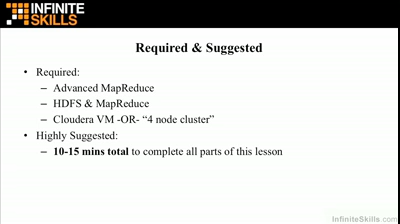 INFINITE
SKILLS
Required & Suggested
• Required:
– Advanced MapReduce
– HDFS & MapReduce
– Cloudera VM -OR- “4 node cluster”
• Highly Suggested:
– 10-15 mins total to complete all parts of this lesson
InfiniteSkills.com